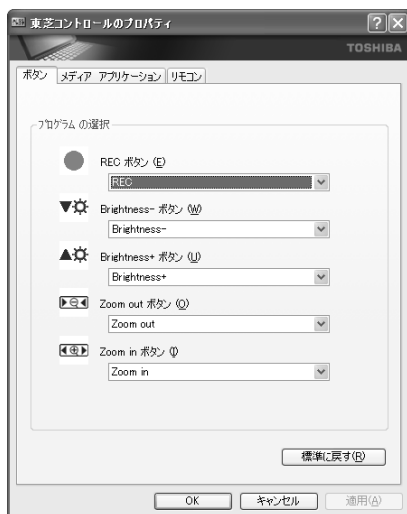 東芝コントロールのプロパティ
TOSHIBA
ボタン メディア アプリケーション リモコン
プログラム の選択
REC ボタン (E)
REC
Brightness- ボタン (W)
Brightness-
Brightness+ ボタン (U)
Brightness+
Zoom out ボタン (O)
Zoom out
Zoom in ボタン (I)
Zoom in
標準に戻す(R)
OK キャンセル 適用(A)